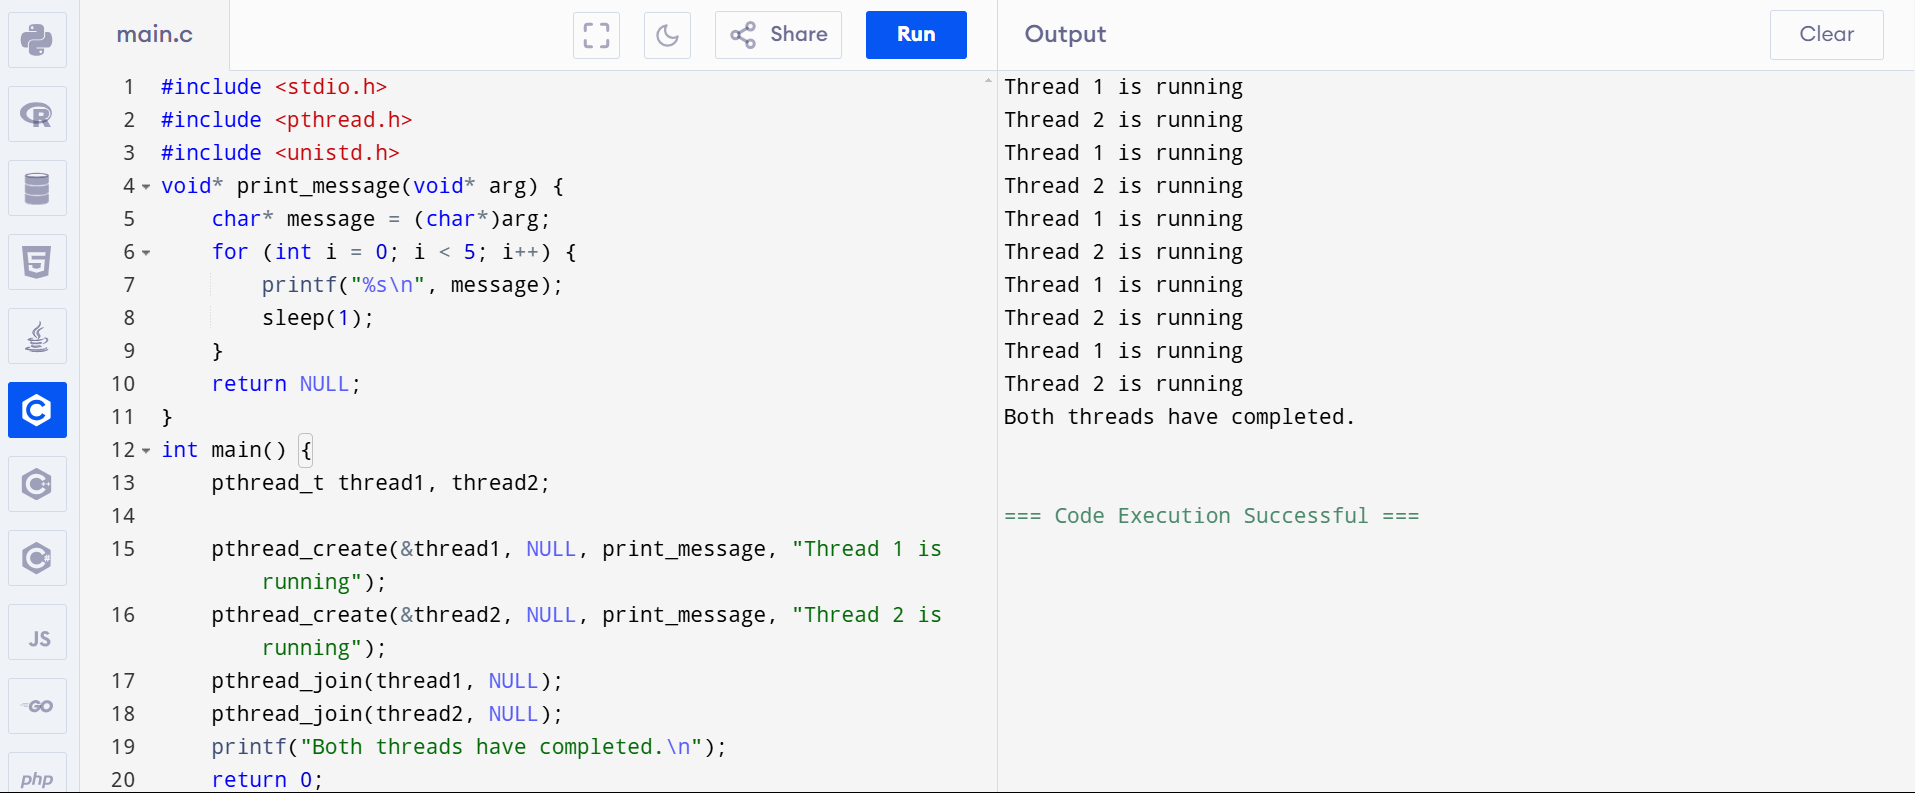 main.c
Share
Run
Output
Clear
1 #include <stdio.h>
2 #include <pthread.h>
3 #include <unistd.h>
4 void* print_message(void* arg) {
5     char* message = (char*)arg;
6     for (int i = 0; i < 5; i++) {
7         printf("%s\n", message);
8         sleep(1);
9     }
10     return NULL;
11 }
12 int main() {
13     pthread_t thread1, thread2;
14
15     pthread_create(&thread1, NULL, print_message, "Thread 1 is
        running");
16     pthread_create(&thread2, NULL, print_message, "Thread 2 is
        running");
17     pthread_join(thread1, NULL);
18     pthread_join(thread2, NULL);
19     printf("Both threads have completed.\n");
20     return 0;
Thread 1 is running
Thread 2 is running
Thread 1 is running
Thread 2 is running
Thread 1 is running
Thread 2 is running
Thread 1 is running
Thread 2 is running
Thread 1 is running
Thread 2 is running
Both threads have completed.
=== Code Execution Successful ===
R
5
C
C
C
JS
GO
php